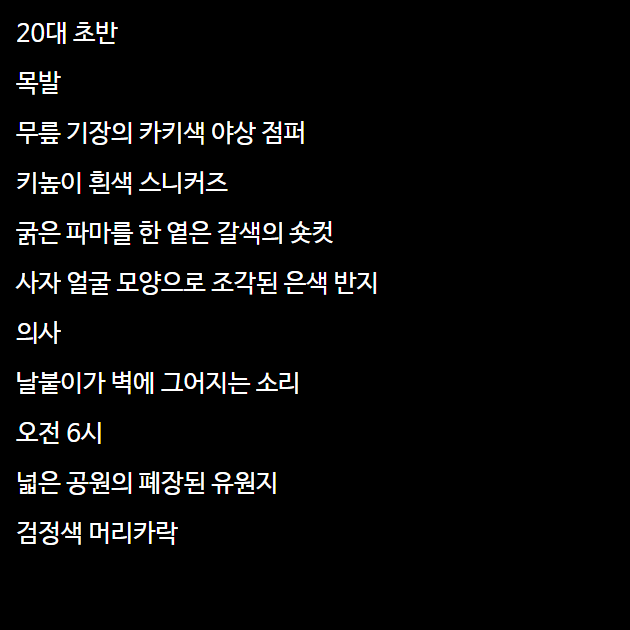 20대 초반
목발
무릎 기장의 카키색 야상 점퍼
키높이 흰색 스니커즈
굵은 파마를 한 옅은 갈색의 숏컷
사자 얼굴 모양으로 조각된 은색 반지
의사
날붙이가 벽에 그어지는 소리
오전 6시
넓은 공원의 폐장된 유원지
검정색 머리카락